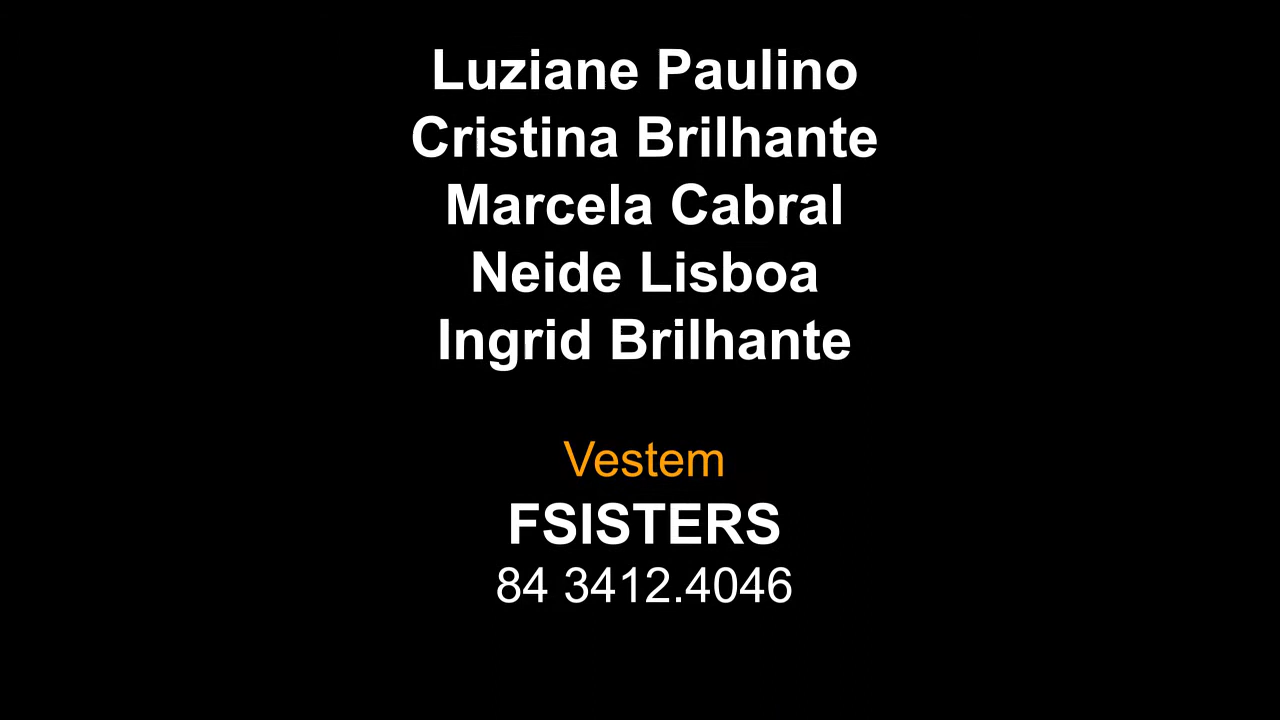 Luziane Paulino
Cristina Brilhante
Marcela Cabral
Neide Lisboa
Ingrid Brilhante
Vestem
FSISTERS
84 3412.4046